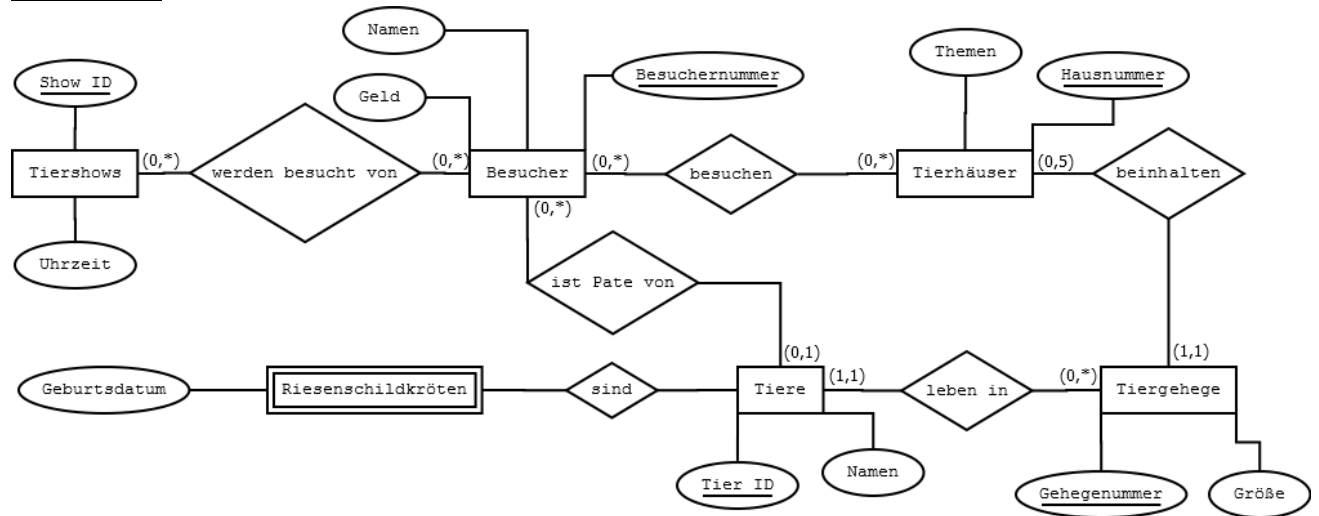 Namen
Themen
Show ID
Besuchernummer
Hausnummer
Geld
(0,*)
(0,*)
(0,*)
(0,*)
(0,5)
Tiershows
werden besucht von
Besucher
besuchen
Tierhäuser
beinhalten
(0,*)
Uhrzeit
ist Pate von
(0,1)
(1,1)
(1,1)
(0,*)
Geburtsdatum
Riesenschildkröten
sind
Tiere
leben in
Tiergehege
Namen
Tier ID
Gehegenummer
Größe